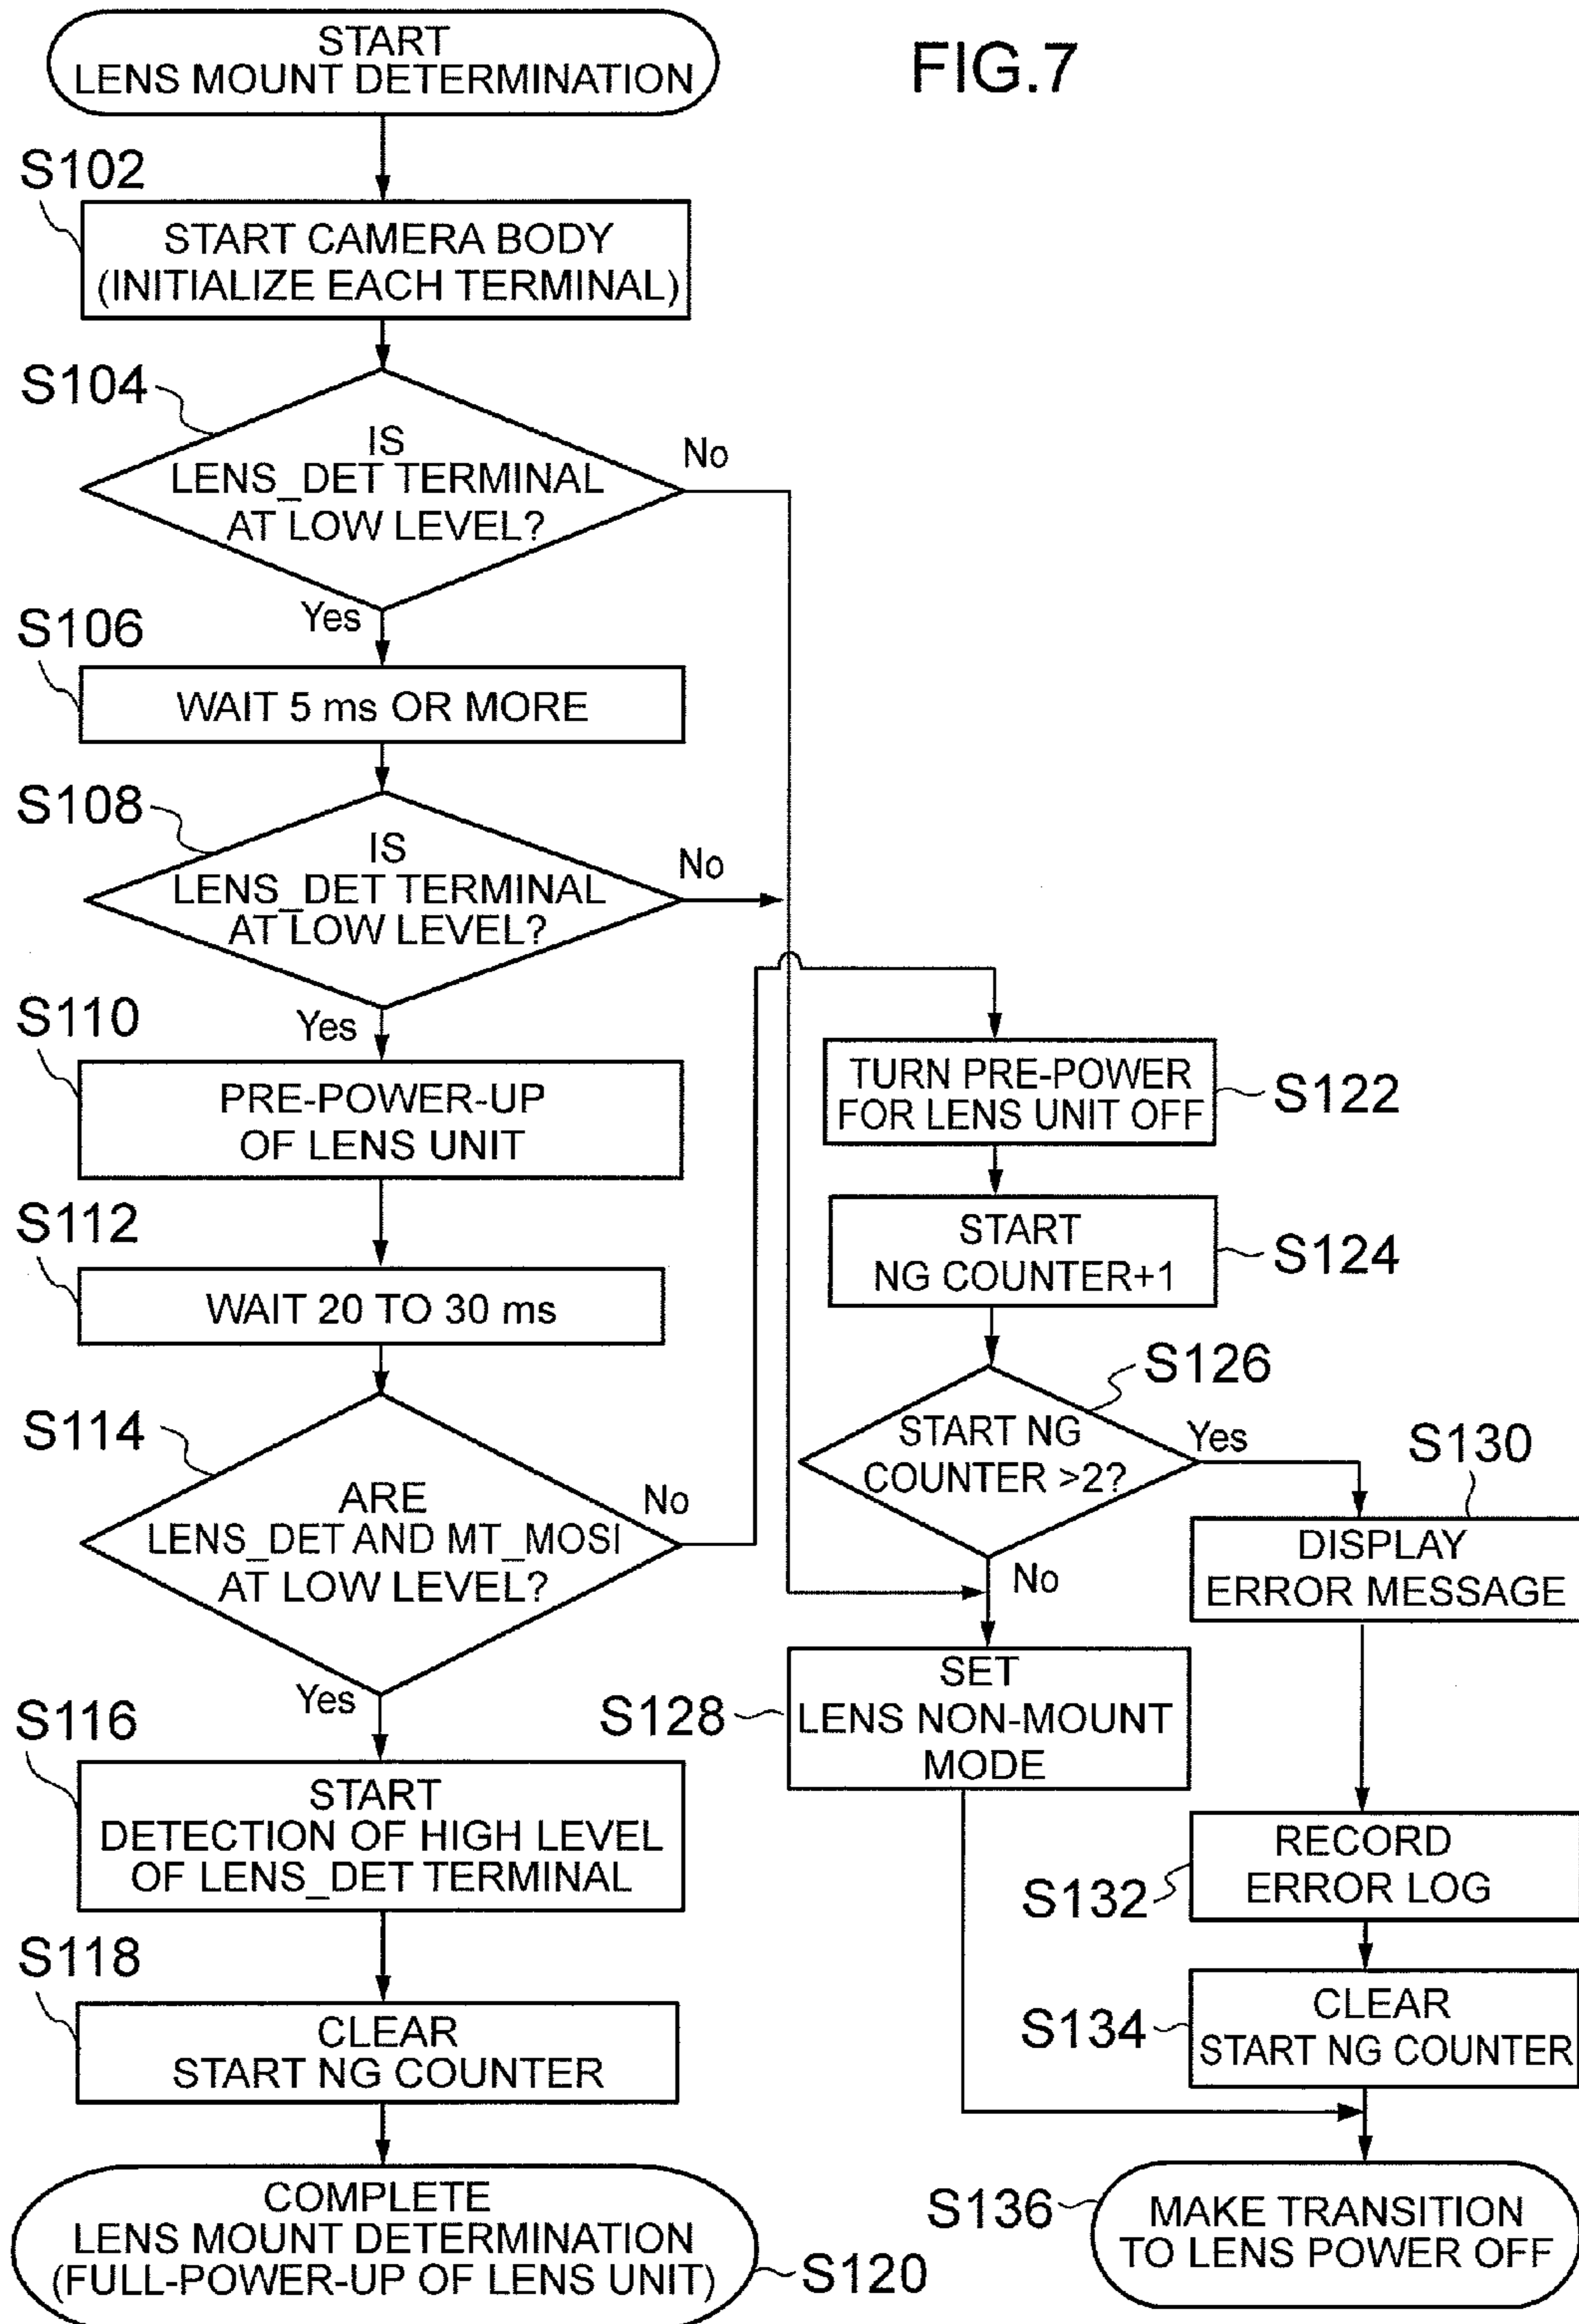 FIG.7
START
LENS MOUNT DETERMINATION
S102
START CAMERA BODY
(INITIALIZE EACH TERMINAL)
S104
IS
LENS_DET TERMINAL
AT LOW LEVEL?
No
Yes
S106
WAIT 5 ms OR MORE
S108
IS
LENS_DET TERMINAL
AT LOW LEVEL?
No
Yes
S110
PRE-POWER-UP
OF LENS UNIT
S112
WAIT 20 TO 30 ms
S114
ARE
LENS_DET AND MT_MOSI
AT LOW LEVEL?
No
Yes
S116
START
DETECTION OF HIGH LEVEL
OF LENS_DET TERMINAL
S118
CLEAR
START NG COUNTER
COMPLETE
LENS MOUNT DETERMINATION
(FULL-POWER-UP OF LENS UNIT)
S120
TURN PRE-POWER
FOR LENS UNIT OFF
S122
START
NG COUNTER+1
S124
S126
START NG
COUNTER >2?
Yes
No
S128
SET
LENS NON-MOUNT
MODE
S130
DISPLAY
ERROR MESSAGE
S132
RECORD
ERROR LOG
S134
CLEAR
START NG COUNTER
S136
MAKE TRANSITION
TO LENS POWER OFF